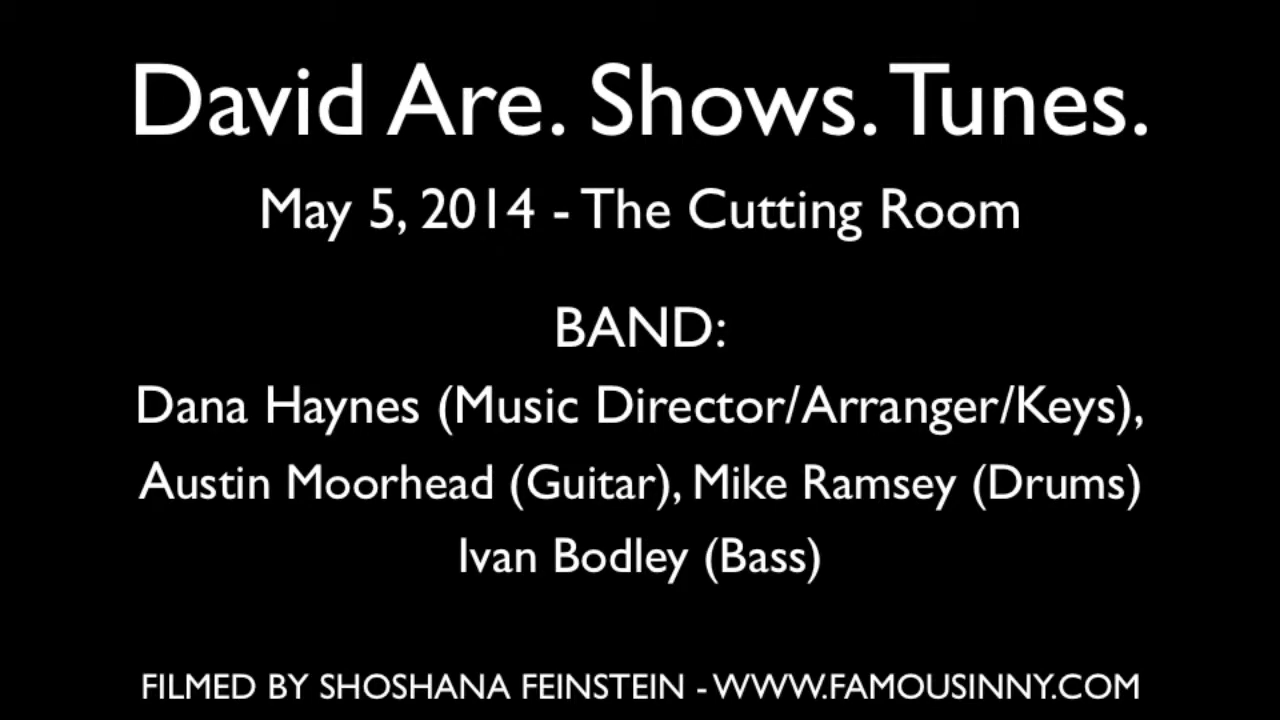 David Are. Shows. Tunes.
May 5, 2014 - The Cutting Room
BAND:
Dana Haynes (Music Director/Arranger/Keys),
Austin Moorhead (Guitar), Mike Ramsey (Drums)
Ivan Bodley (Bass)
FILMED BY SHOSHANA FEINSTEIN - WWW.FAMOUSINNY.COM